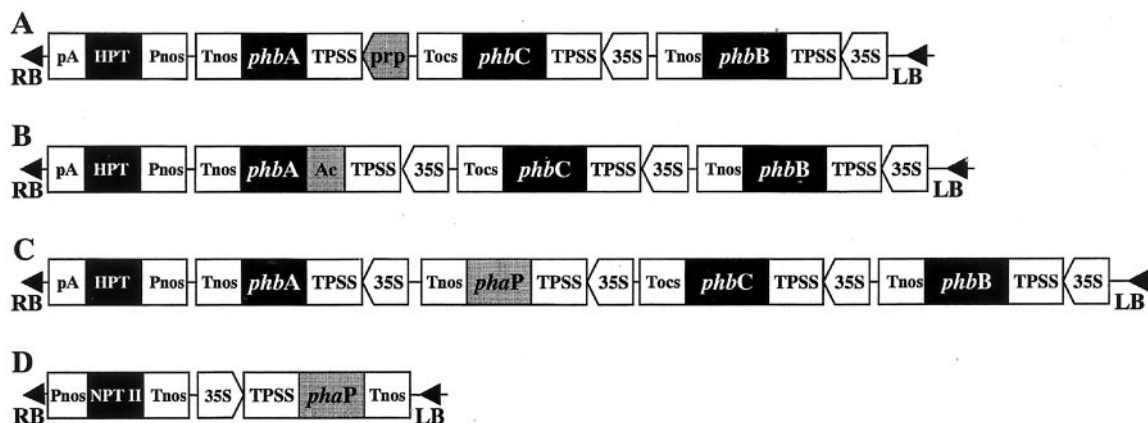 A
pA HPT Pnos Tnos phbA TPSS prp Tocs phbC TPSS 35S Tnos phbB TPSS 35S
RB LB
B
pA HPT Pnos Tnos phbA Ac TPSS 35S Tocs phbC TPSS 35S Tnos phbB TPSS 35S
RB LB
C
pA HPT Pnos Tnos phbA TPSS 35S Tnos phaP TPSS 35S Tocs phbC TPSS 35S Tnos phbB TPSS 35S
RB LB
D
Pnos NPT II Tnos 35S TPSS phaP Tnos
RB LB